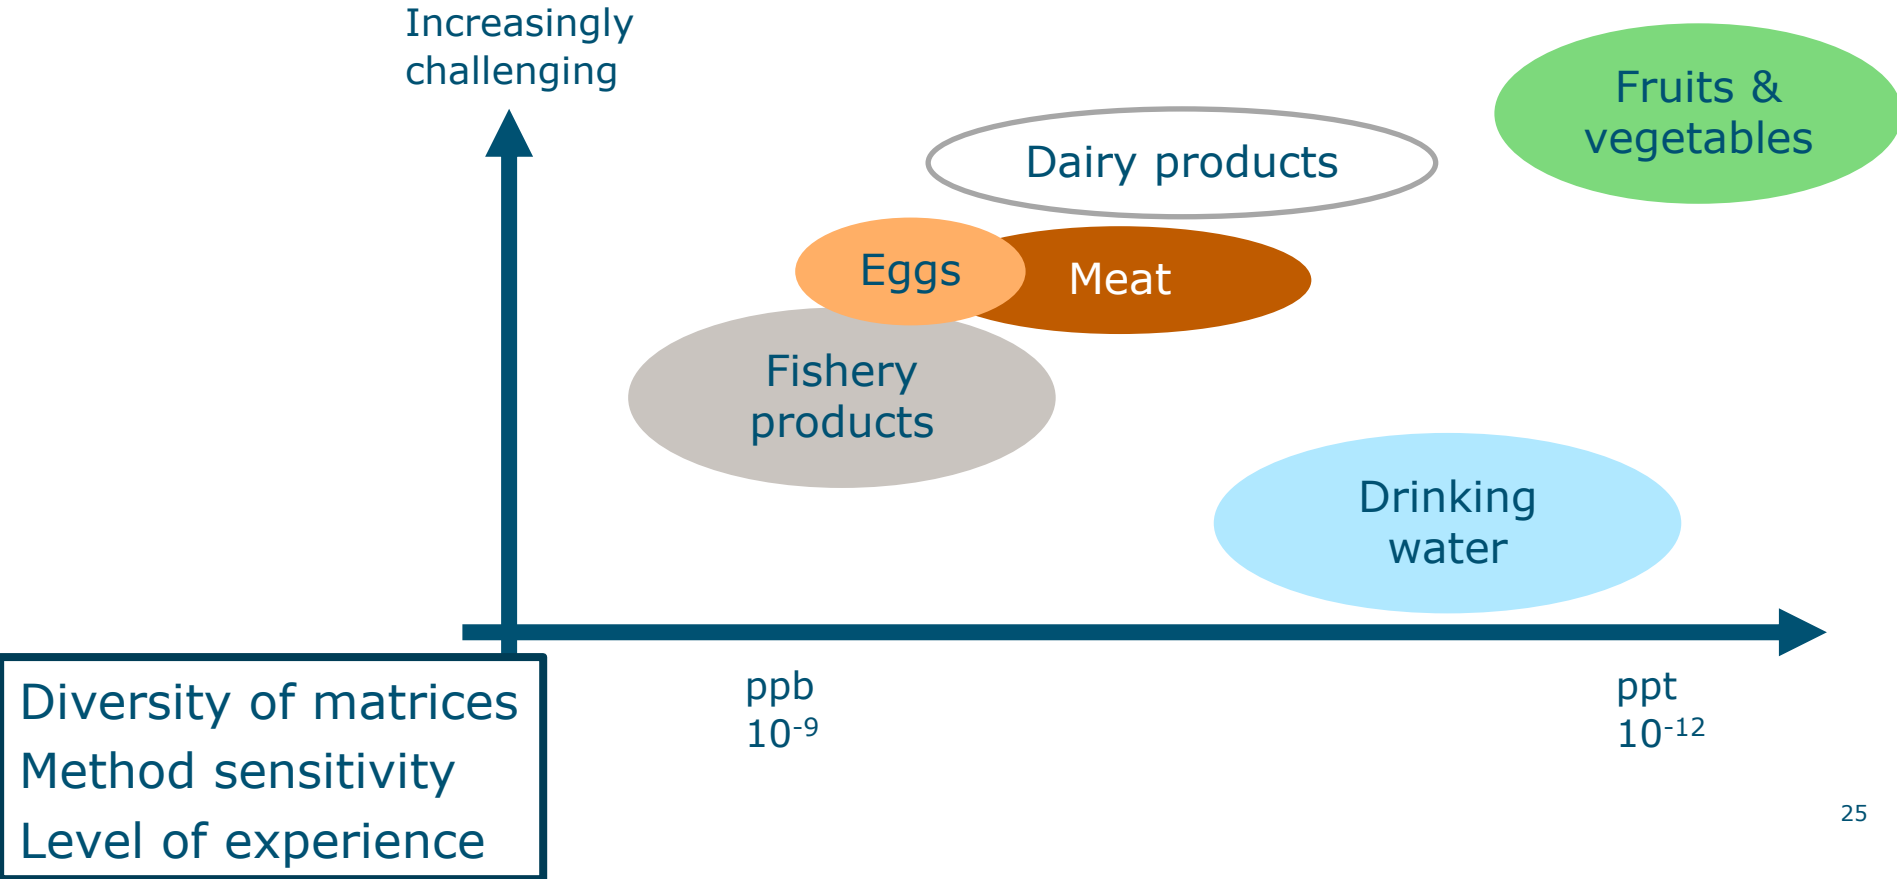 Increasingly
challenging
Fruits &
vegetables
Dairy products
Eggs
Meat
Fishery
products
Drinking
water
ppb
10⁻⁹
ppt
10⁻¹²
Diversity of matrices
Method sensitivity
Level of experience
25